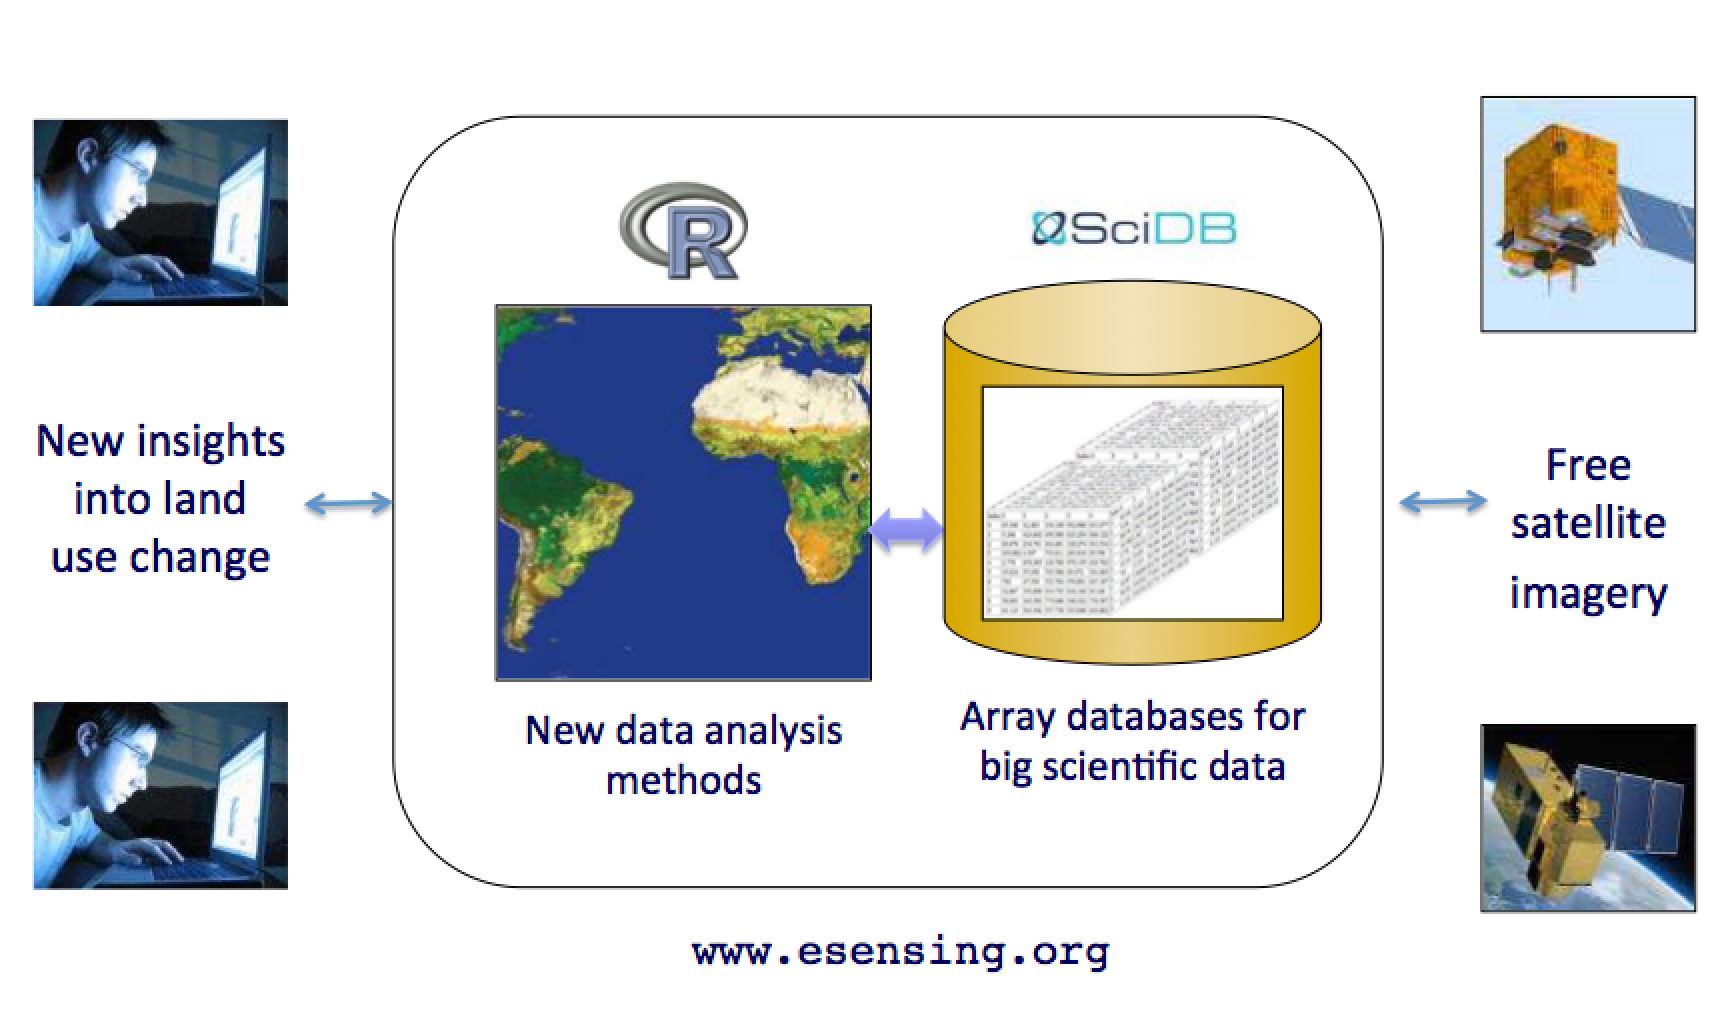 R
SciDB
New insights
into land
use change
Free
satellite
imagery
New data analysis
methods
Array databases for
big scientific data
www.esensing.org